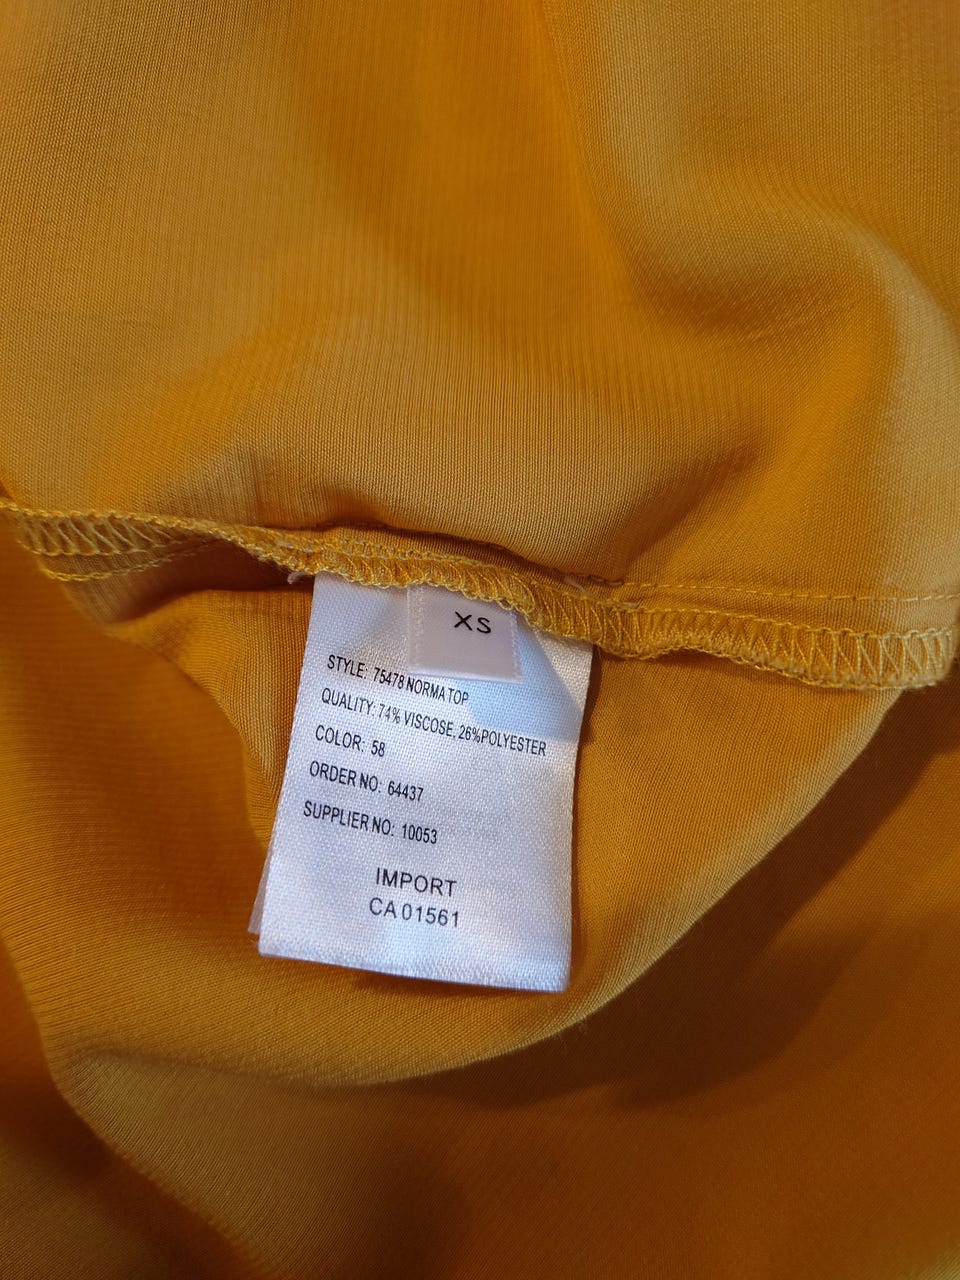 XS
STYLE: 75478 NORMA TOP
QUALITY: 74% VISCOSE, 26%POLYESTER
COLOR: 58
ORDER NO: 64437
SUPPLIER NO: 10053
IMPORT
CA 01561